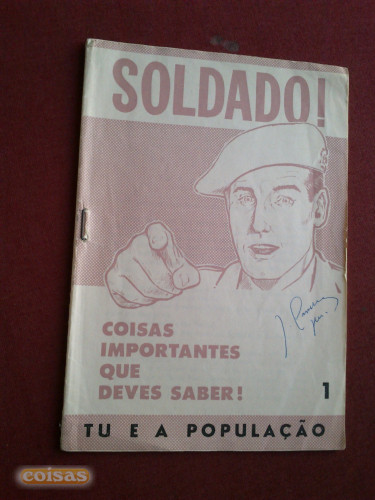 SOLDADO!
COISAS
IMPORTANTES
QUE
DEVES SABER!
1
TU E A POPULAÇÃO
coisas